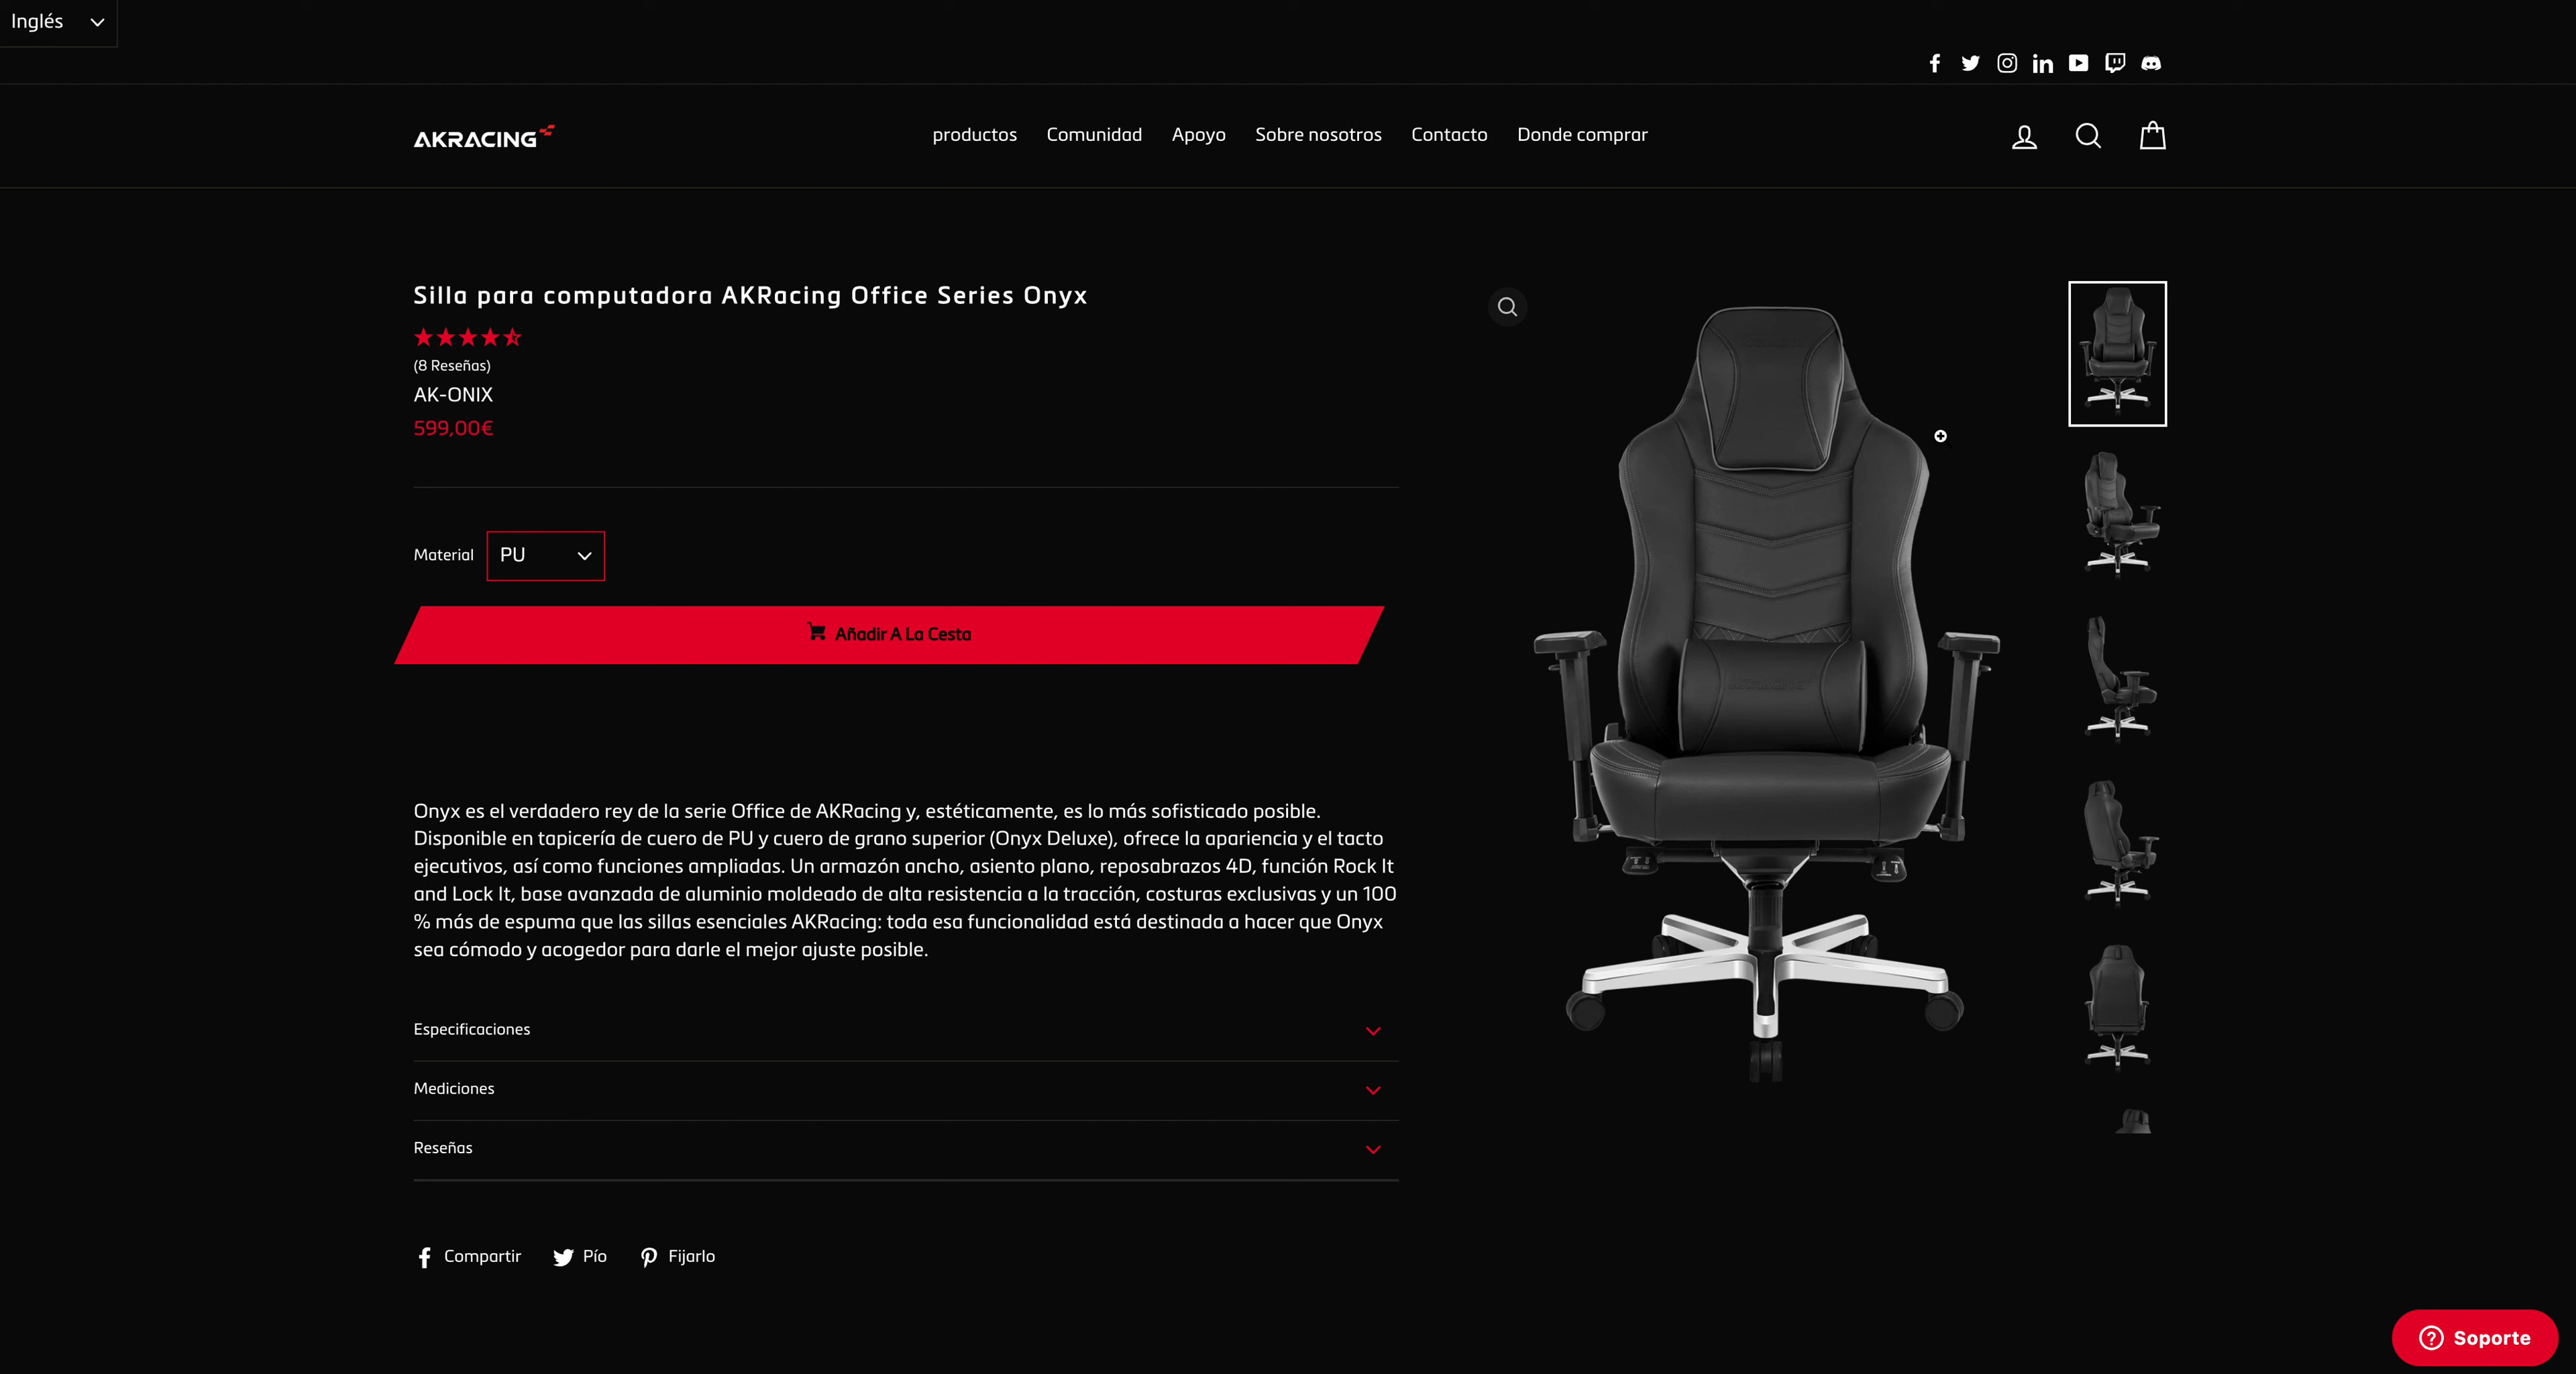 Inglés
AKRACING
productos Comunidad Apoyo Sobre nosotros Contacto Donde comprar
Silla para computadora AKRacing Office Series Onyx
(8 Reseñas)
AK-ONIX
599,00€
Material PU
Añadir A La Cesta
Onyx es el verdadero rey de la serie Office de AKRacing y, estéticamente, es lo más sofisticado posible.
Disponible en tapicería de cuero de PU y cuero de grano superior (Onyx Deluxe), ofrece la apariencia y el tacto
ejecutivos, así como funciones ampliadas. Un armazón ancho, asiento plano, reposabrazos 4D, función Rock It
and Lock It, base avanzada de aluminio moldeado de alta resistencia a la tracción, costuras exclusivas y un 100
% más de espuma que las sillas esenciales AKRacing: toda esa funcionalidad está destinada a hacer que Onyx
sea cómodo y acogedor para darle el mejor ajuste posible.
Especificaciones
Mediciones
Reseñas
Compartir Pío Fijarlo
Soporte